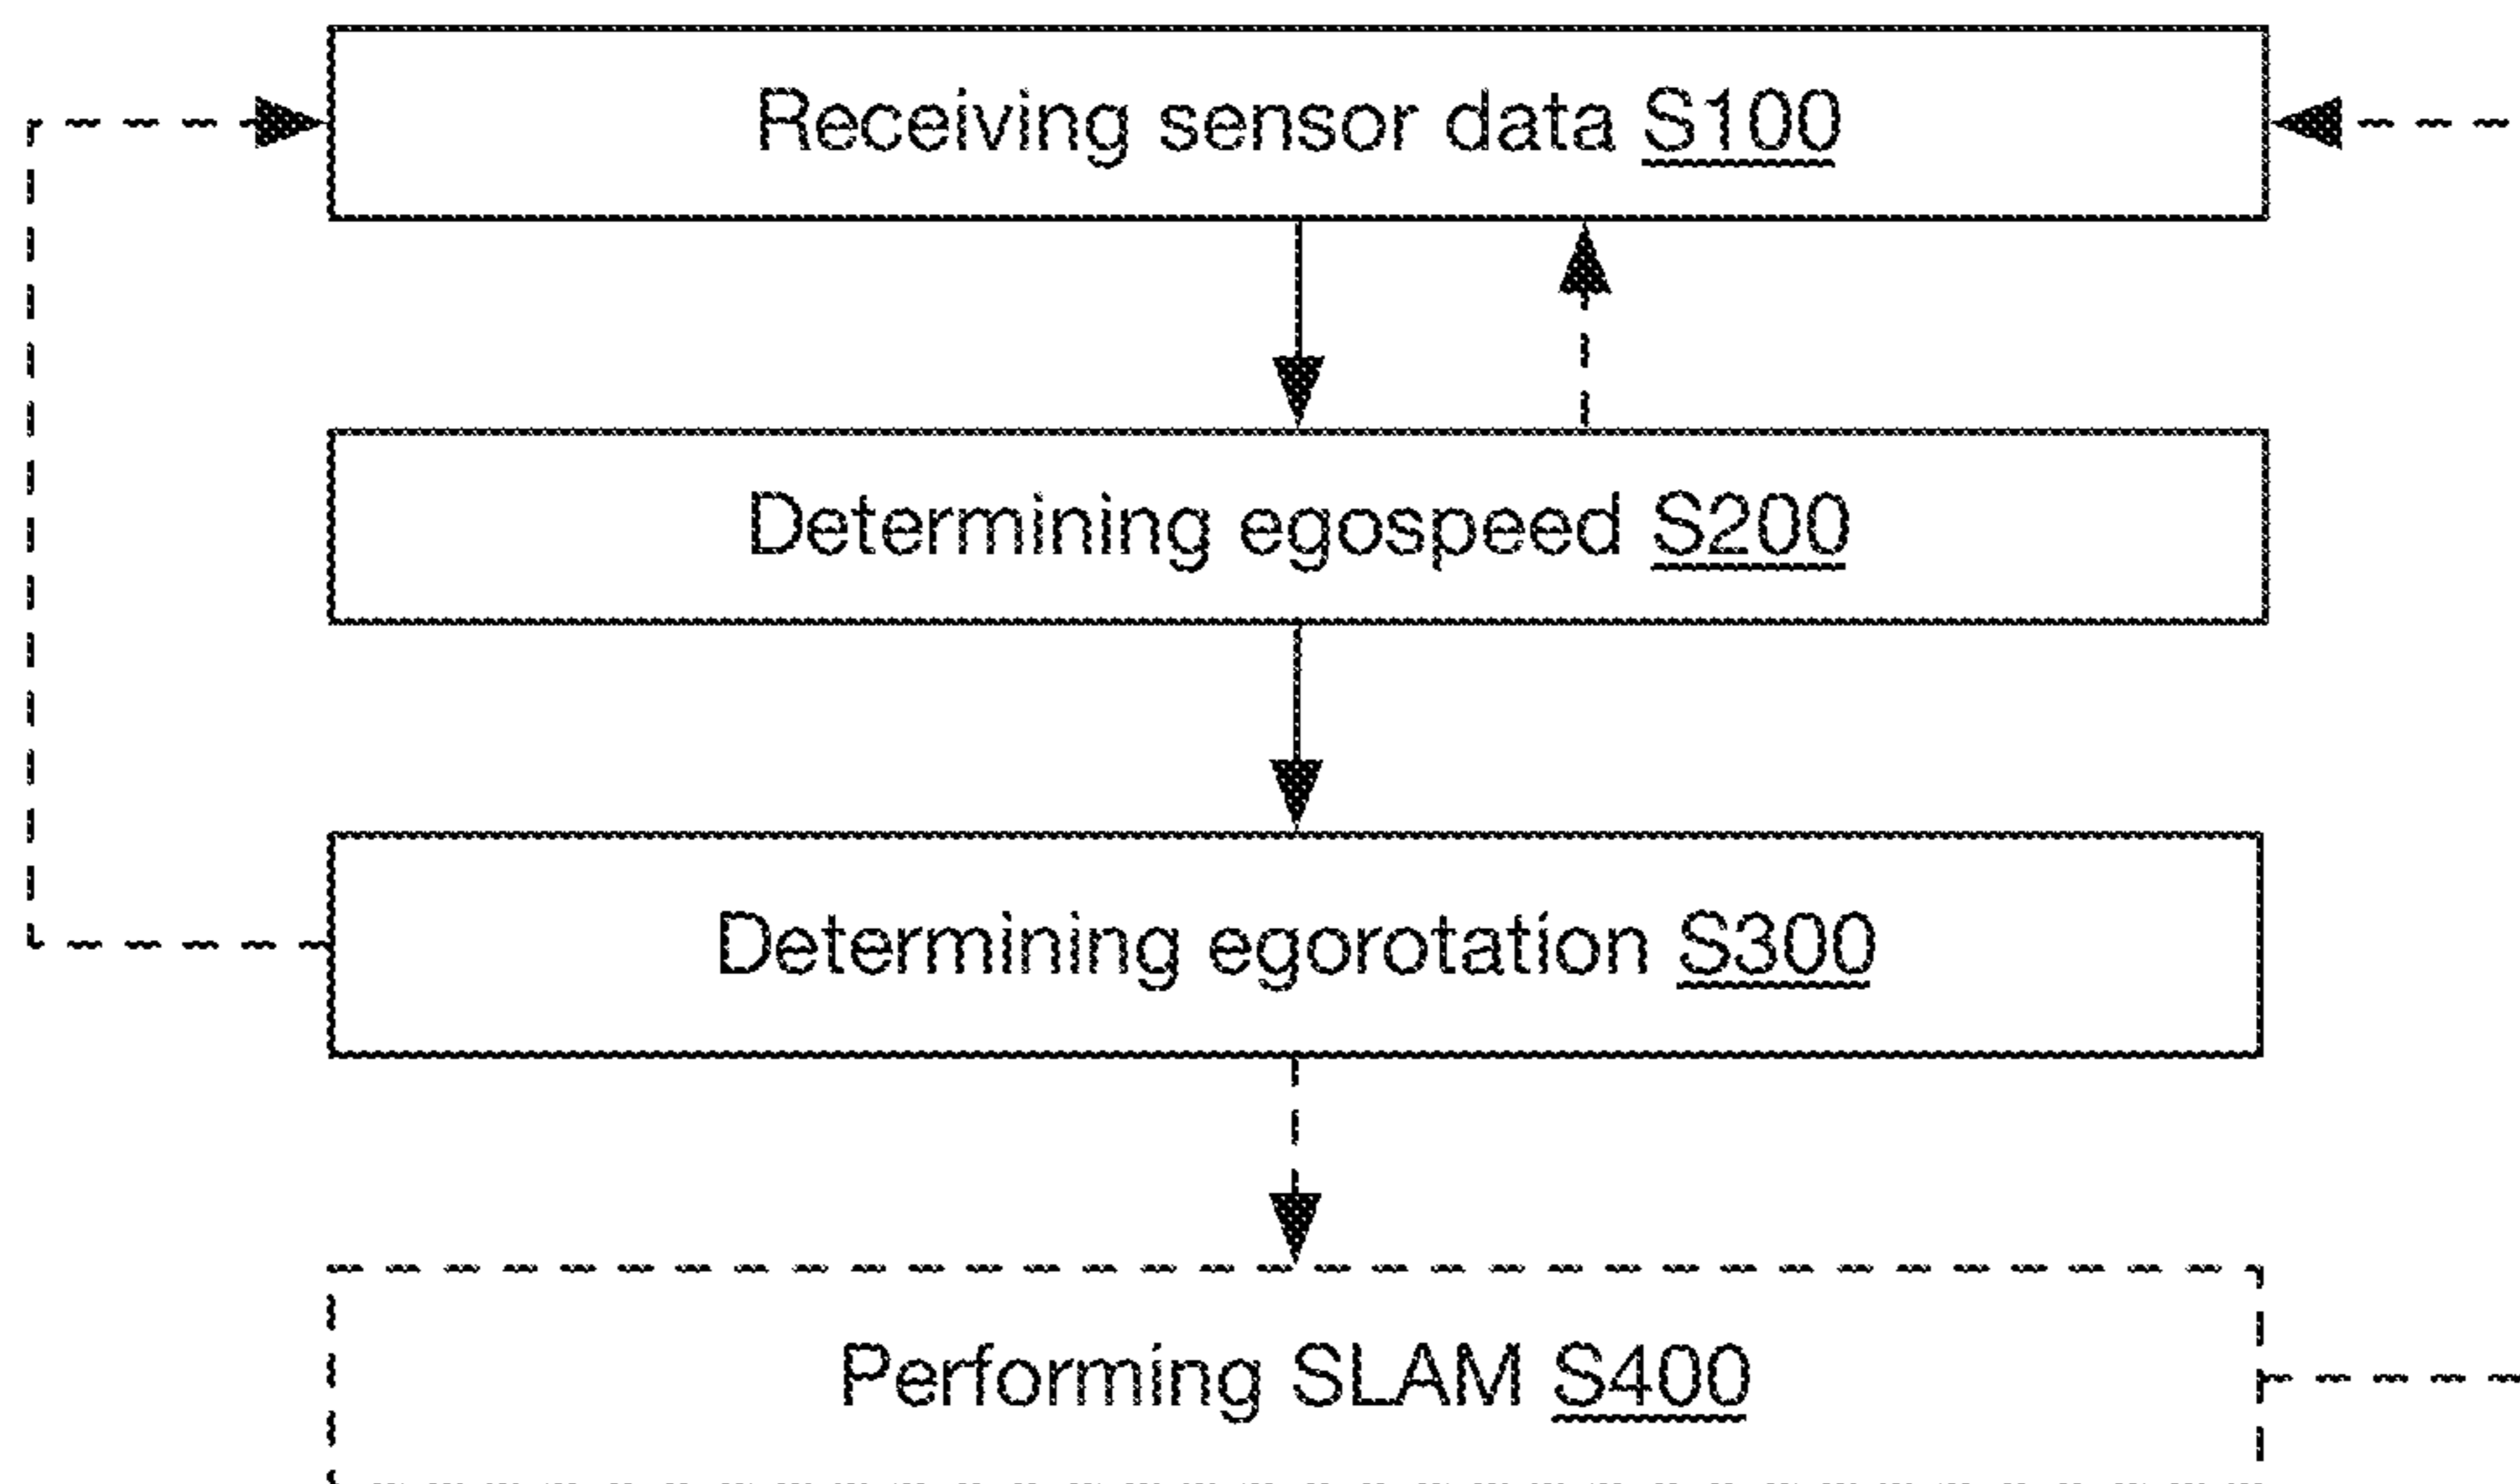 Receiving sensor data S100
Determining egospeed S200
Determining egorotation S300
Performing SLAM S400